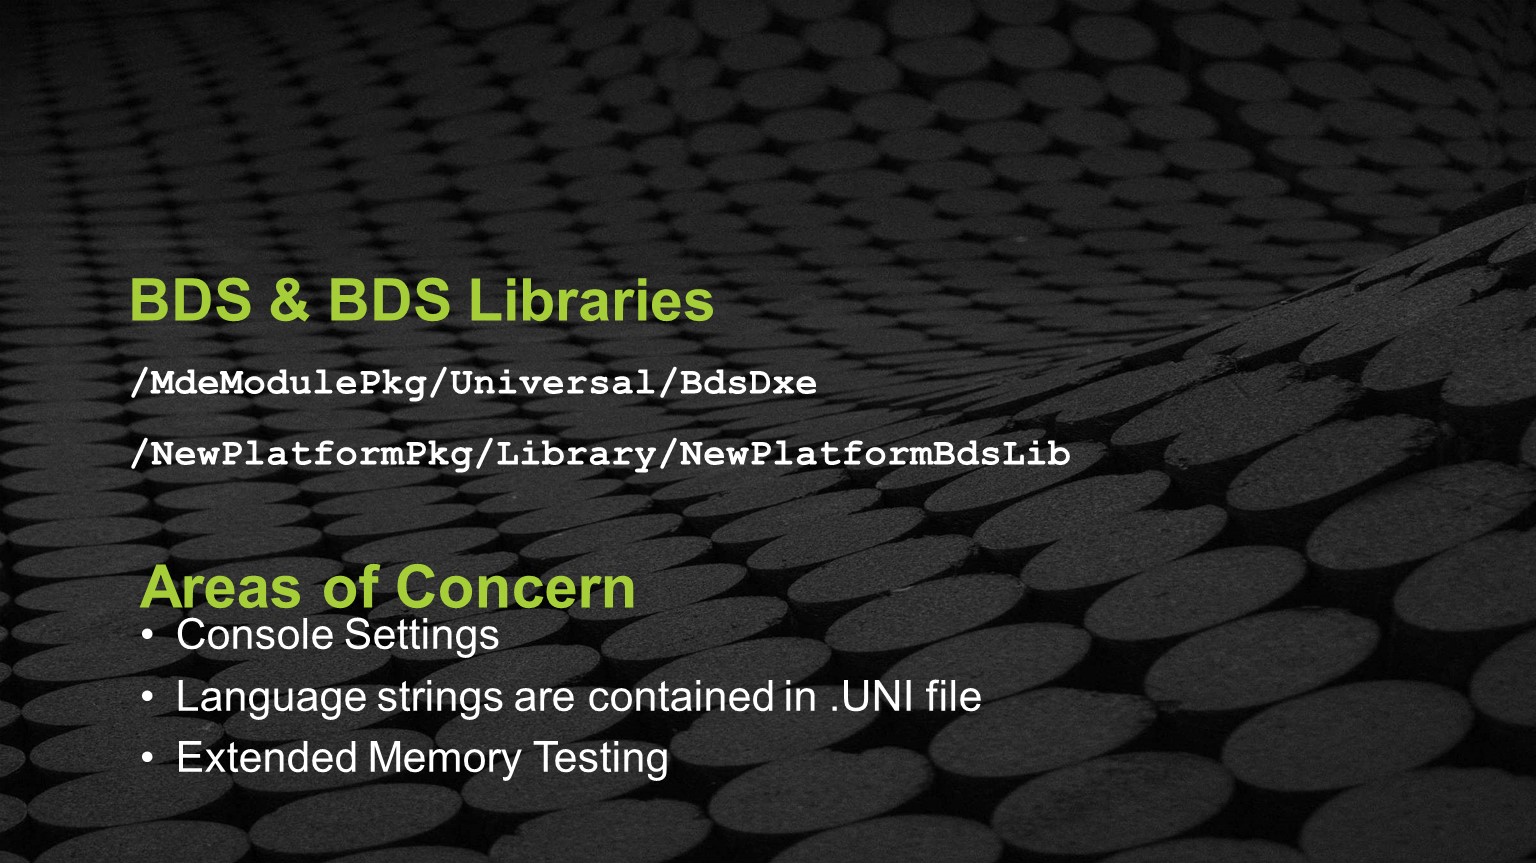 BDS & BDS Libraries
/MdeModulePkg/Universal/BdsDxe
/NewPlatformPkg/Library/NewPlatformBdsLib
Areas of Concern
• Console Settings
• Language strings are contained in .UNI file
• Extended Memory Testing